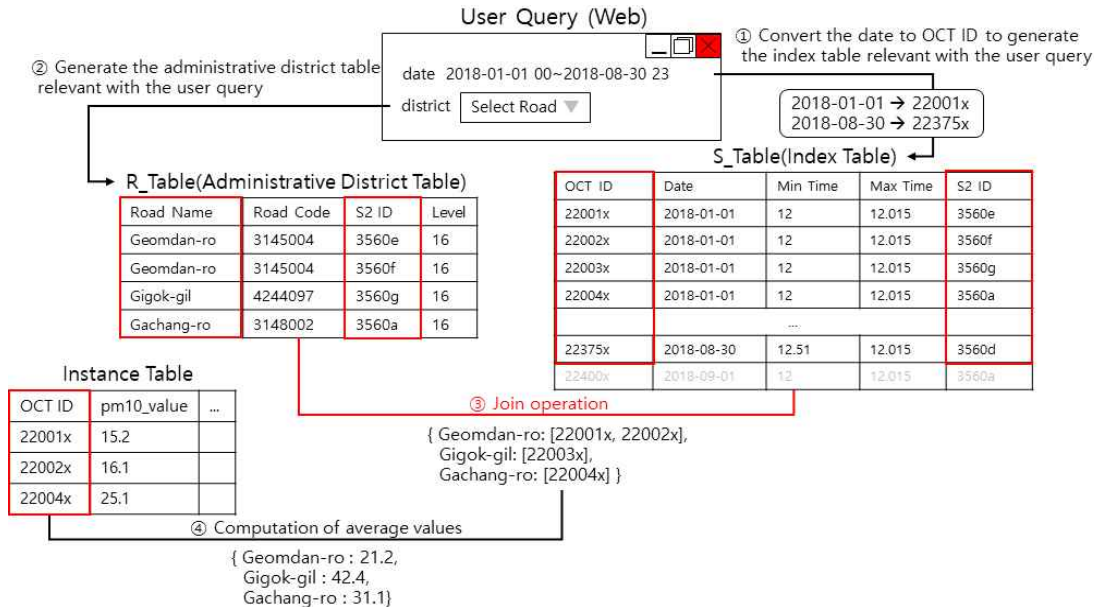 User Query (Web)
① Convert the date to OCT ID to generate
the index table relevant with the user query
② Generate the administrative district table
relevant with the user query
date 2018-01-01 00~2018-08-30 23
district Select Road
2018-01-01 → 22001x
2018-08-30 → 22375x
S_Table(Index Table)
OCT ID Date Min Time Max Time S2 ID
22001x 2018-01-01 12 12.015 3560e
22002x 2018-01-01 12 12.015 3560f
22003x 2018-01-01 12 12.015 3560g
22004x 2018-01-01 12 12.015 3560a
...
22375x 2018-08-30 12.51 12.015 3560d
22400x 2018-09-01 12 12.015 3560a
R_Table(Administrative District Table)
Road Name Road Code S2 ID Level
Geomdan-ro 3145004 3560e 16
Geomdan-ro 3145004 3560f 16
Gigok-gil 4244097 3560g 16
Gachang-ro 3148002 3560a 16
Instance Table
OCT ID pm10_value ...
22001x 15.2
22002x 16.1
22004x 25.1
③ Join operation
{ Geomdan-ro: [22001x, 22002x],
Gigok-gil: [22003x],
Gachang-ro: [22004x] }
④ Computation of average values
{ Geomdan-ro : 21.2,
Gigok-gil : 42.4,
Gachang-ro : 31.1}